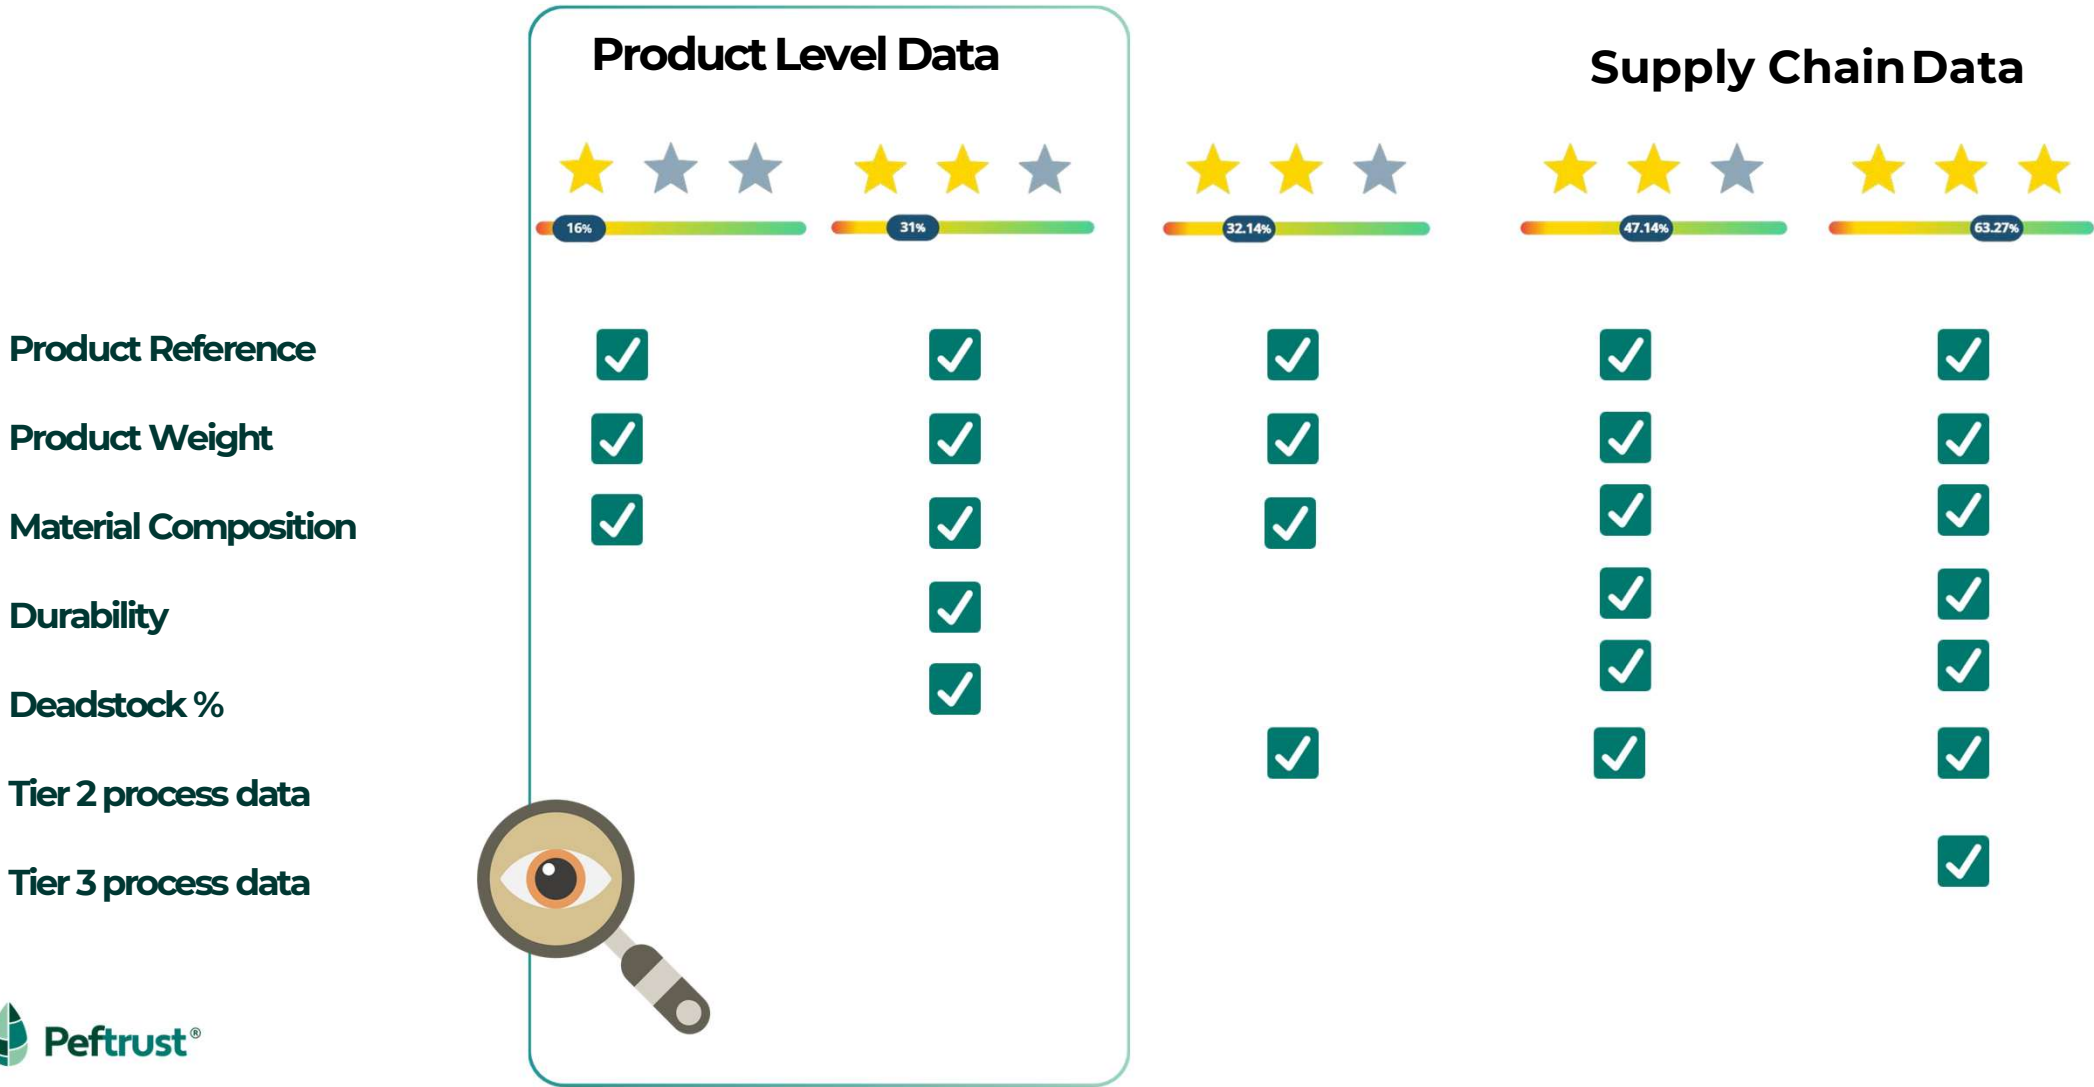 Product Level Data
Supply Chain Data
16%
31%
32.14%
47.14%
63.27%
Product Reference
Product Weight
Material Composition
Durability
Deadstock %
Tier 2 process data
Tier 3 process data
Peftrust®